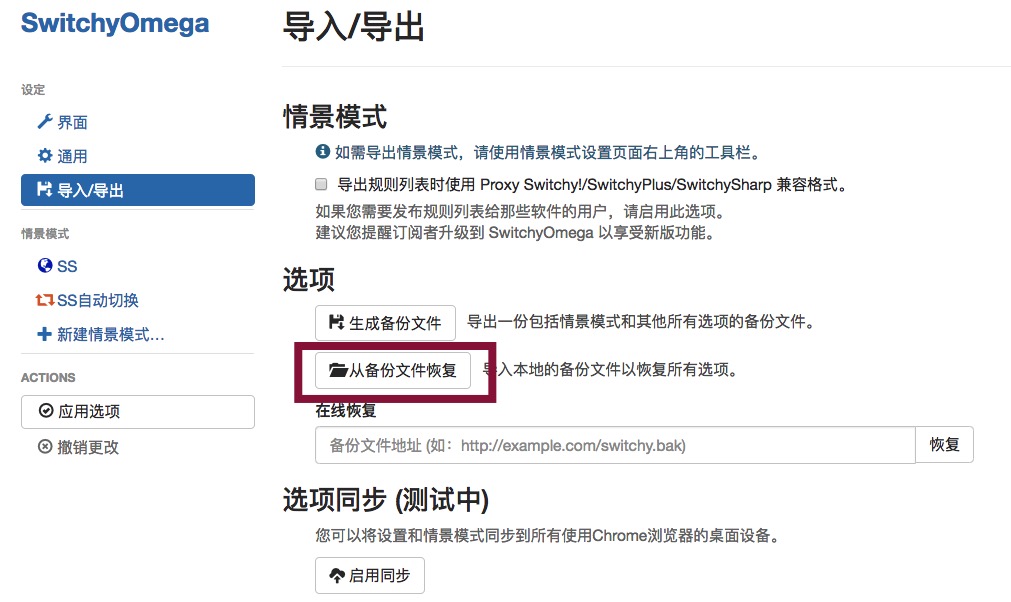 SwitchyOmega
设定
界面
通用
导入/导出
情景模式
SS
SS自动切换
新建情景模式…
ACTIONS
应用选项
撤销更改
导入/导出
情景模式
如需导出情景模式，请使用情景模式设置页面右上角的工具栏。
导出规则列表时使用 Proxy Switchy!/SwitchyPlus/SwitchySharp 兼容格式。
如果您需要发布规则列表给那些软件的用户，请启用此选项。
建议您提醒订阅者升级到 SwitchyOmega 以享受新版功能。
选项
生成备份文件 导出一份包括情景模式和其他所有选项的备份文件。
从备份文件恢复 导入本地的备份文件以恢复所有选项。
在线恢复
备份文件地址 (如：http://example.com/switchy.bak) 恢复
选项同步 (测试中)
您可以将设置和情景模式同步到所有使用Chrome浏览器的桌面设备。
启用同步